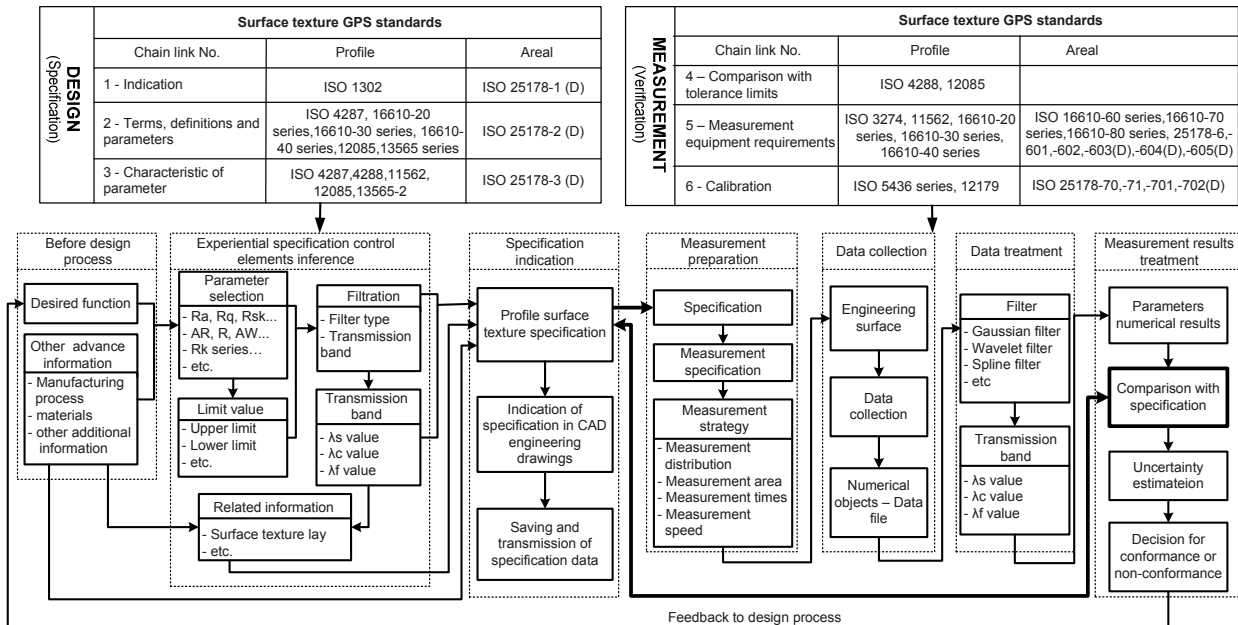 DESIGN
(Specification)
Surface texture GPS standards
Chain link No. Profile Areal
1 - Indication ISO 1302 ISO 25178-1 (D)
2 - Terms, definitions and
parameters
ISO 4287, 16610-20
series,16610-30 series, 16610-
40 series,12085,13565 series
ISO 25178-2 (D)
3 - Characteristic of
parameter
ISO 4287,4288,11562,
12085,13565-2
ISO 25178-3 (D)
MEASUREMENT
(Verification)
Surface texture GPS standards
Chain link No. Profile Areal
4 – Comparison with
tolerance limits
ISO 4288, 12085
5 – Measurement
equipment requirements
ISO 3274, 11562, 16610-20
series, 16610-30 series,
16610-40 series
ISO 16610-60 series,16610-70
series,16610-80 series, 25178-6,-
601,-602,-603(D),-604(D),-605(D)
6 - Calibration ISO 5436 series, 12179 ISO 25178-70,-71,-701,-702(D)
Before design
process
Desired function
Other advance
information
- Manufacturing
process
- materials
- other additional
information
Experiential specification control
elements inference
Parameter
selection
- Ra, Rq, Rsk...
- AR, R, AW...
- Rk series…
- etc.
Limit value
- Upper limit
- Lower limit
- etc.
Filtration
- Filter type
- Transmission
band
Transmission
band
- λs value
- λc value
- λf value
Related information
- Surface texture lay
- etc.
Specification
indication
Profile surface
texture specification
Indication of
specification in CAD
engineering
drawings
Saving and
transmission of
specification data
Measurement
preparation
Specification
Measurement
specification
Measurement
strategy
- Measurement
distribution
- Measurement area
- Measurement times
- Measurement
speed
Data collection
Engineering
surface
Data
collection
Numerical
objects – Data
file
Data treatment
Filter
- Gaussian filter
- Wavelet filter
- Spline filter
- etc
Transmission
band
- λs value
- λc value
- λf value
Measurement results
treatment
Parameters
numerical results
Comparison with
specification
Uncertainty
estimateion
Decision for
conformance or
non-conformance
Feedback to design process